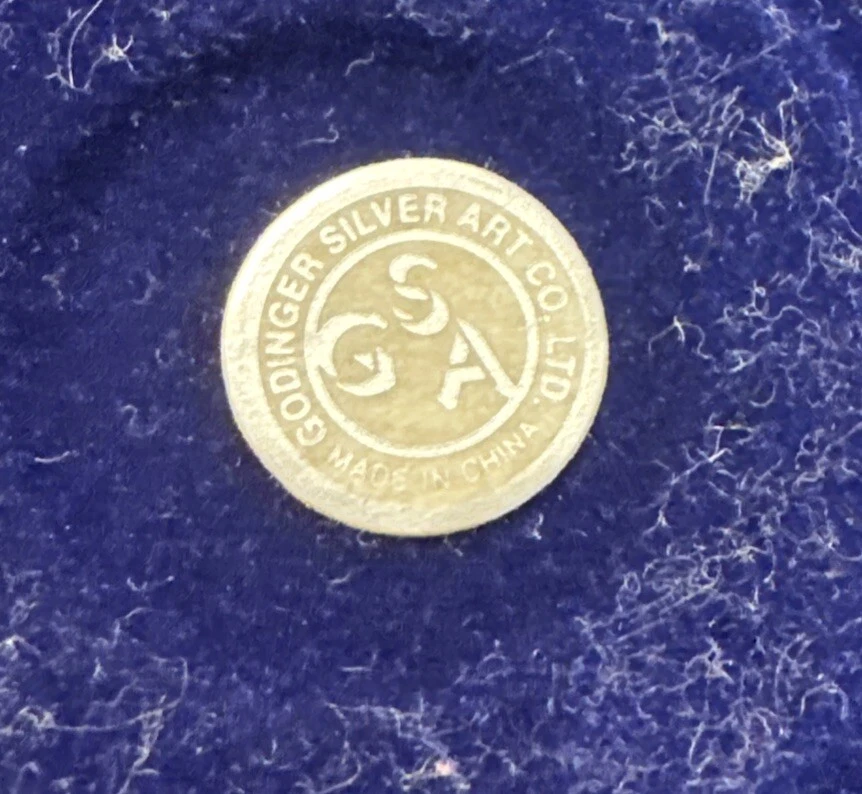 GODINGER SILVER ART CO. LTD.
GSA
MADE IN CHINA